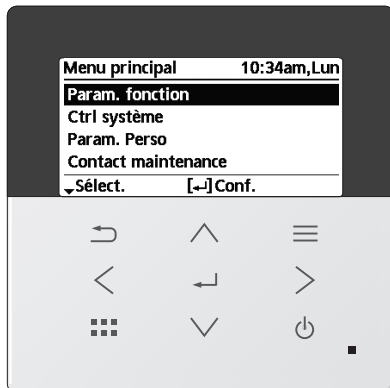 Menu principal 10:34am,Lun
Param. fonction
Ctrl système
Param. Perso
Contact maintenance
Sélect. [↵]Conf.